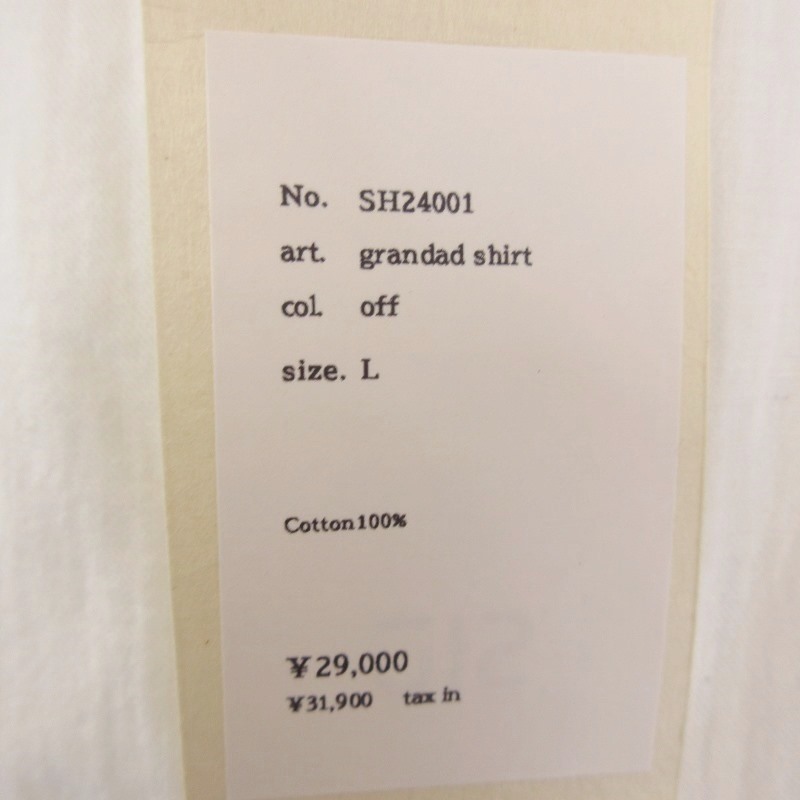 No. SH24001
art. grandad shirt
col. off
size. L
Cotton100%
¥29,000
¥31,900 tax in